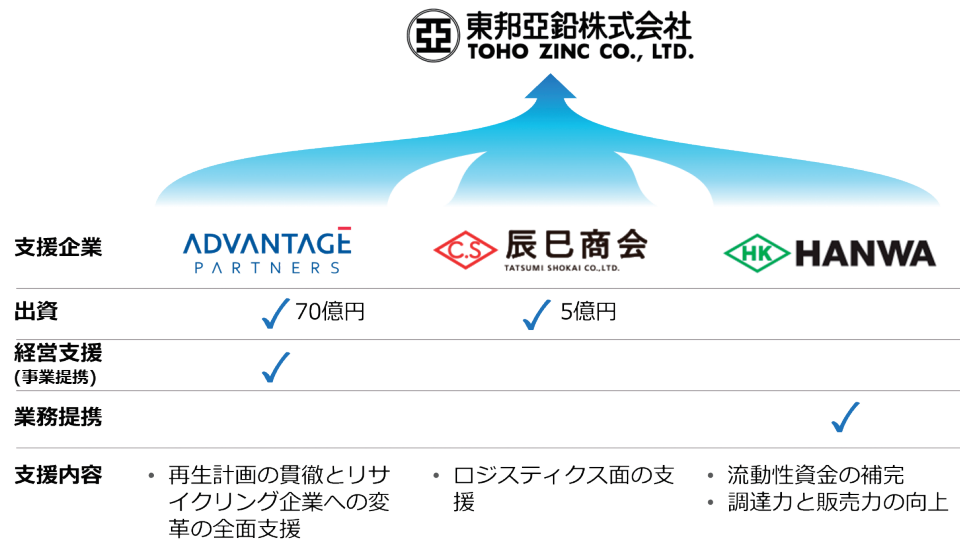 亞 東邦亞鉛株式会社
TOHO ZINC CO., LTD.
支援企業
ADVANTAGE
PARTNERS
C.S 辰巳商会
TATSUMI SHOKAI CO.,LTD.
HK HANWA
出資
✓ 70億円
✓ 5億円
経営支援
(事業提携)
✓
業務提携
✓
支援内容
• 再生計画の貫徹とリサ
イクリング企業への変
革の全面支援
• ロジスティクス面の支
援
• 流動性資金の補完
• 調達力と販売力の向上